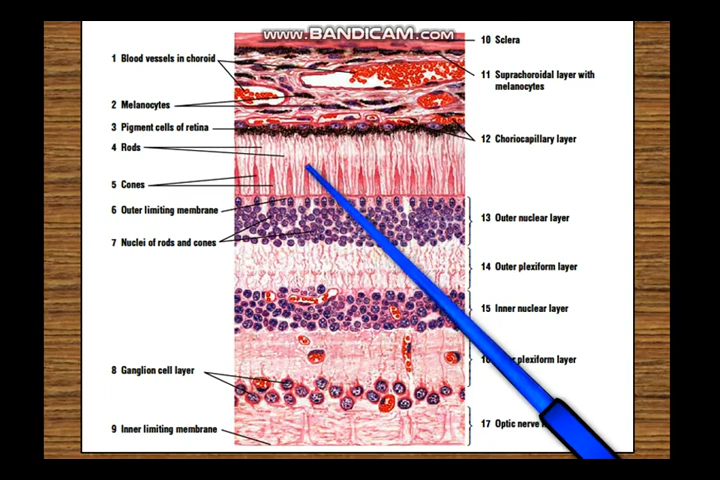 www.BANDICAM.com
1 Blood vessels in choroid
2 Melanocytes
3 Pigment cells of retina
4 Rods
5 Cones
6 Outer limiting membrane
7 Nuclei of rods and cones
8 Ganglion cell layer
9 Inner limiting membrane
10 Sclera
11 Suprachoroidal layer with
melanocytes
12 Choriocapillary layer
13 Outer nuclear layer
14 Outer plexiform layer
15 Inner nuclear layer
plexiform layer
17 Optic nerve